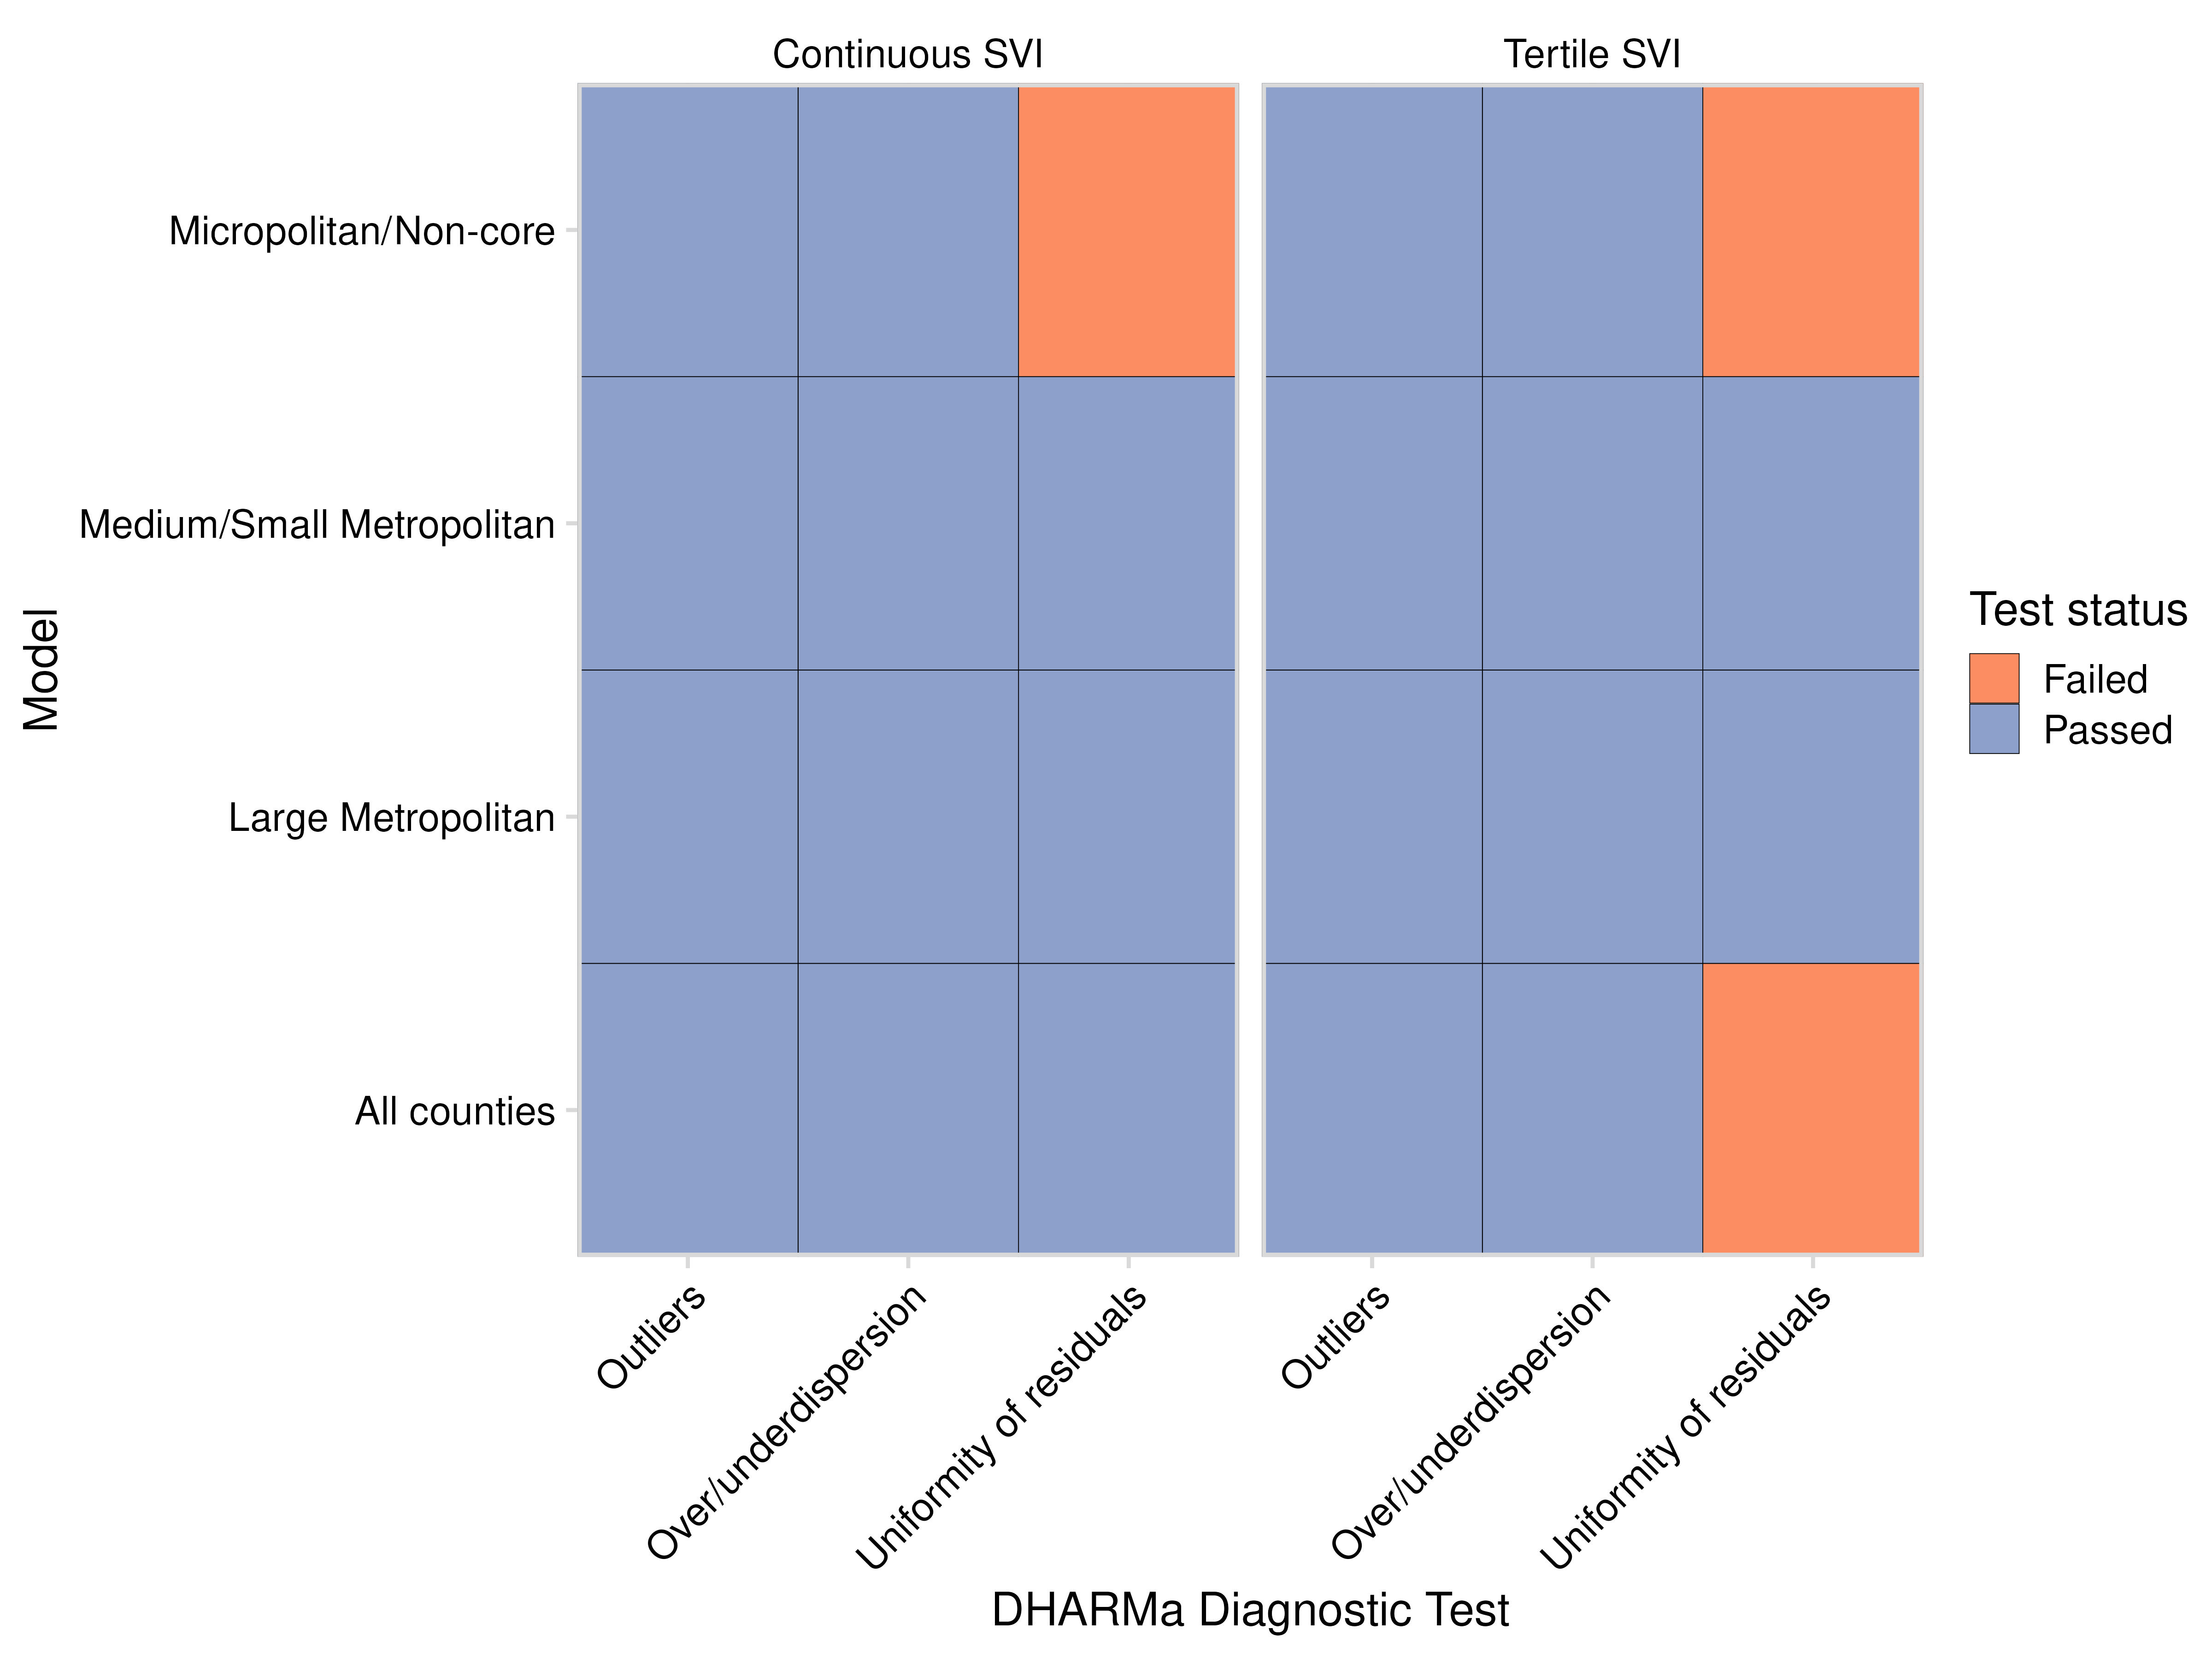 Continuous SVI
Tertile SVI
Micropolitan/Non-core
Medium/Small Metropolitan
Large Metropolitan
All counties
Model
Outliers
Over/underdispersion
Uniformity of residuals
Outliers
Over/underdispersion
Uniformity of residuals
DHARMa Diagnostic Test
Test status
Failed
Passed